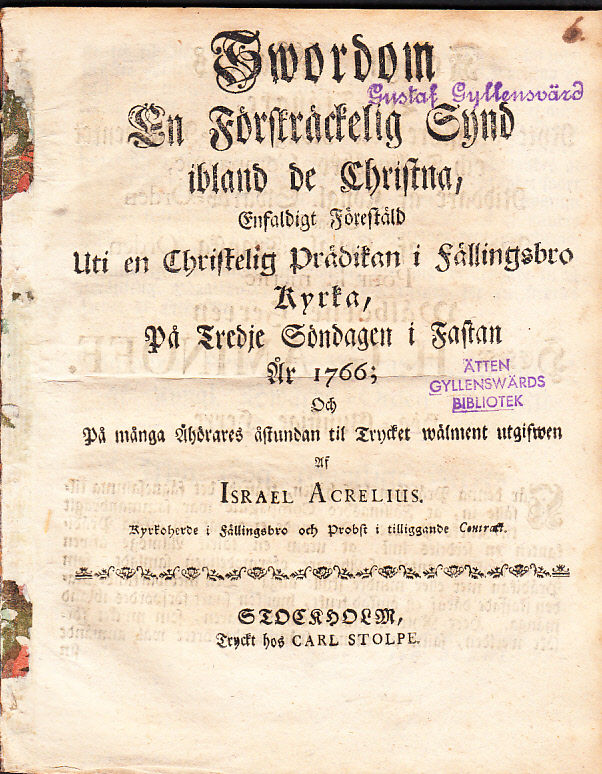 6.
Swordom
Gustaf Gyllensvärd
En Förskräckelig Synd
ibland de Christna,
Enfaldigt Förestäld
Uti en Christelig Prädikan i Fällingsbro
Kyrka,
På Tredje Söndagen i Fastan
År 1766;
ÄTTEN
GYLLENSWÄRDS
BIBLIOTEK
Och
På många Åhörares åstundan til Trycket wälment utgifwen
Af
ISRAEL ACRELIUS.
Kyrkoherde i Fällingsbro och Probst i tilliggande Contract.
STOCKHOLM,
Tryckt hos CARL STOLPE.